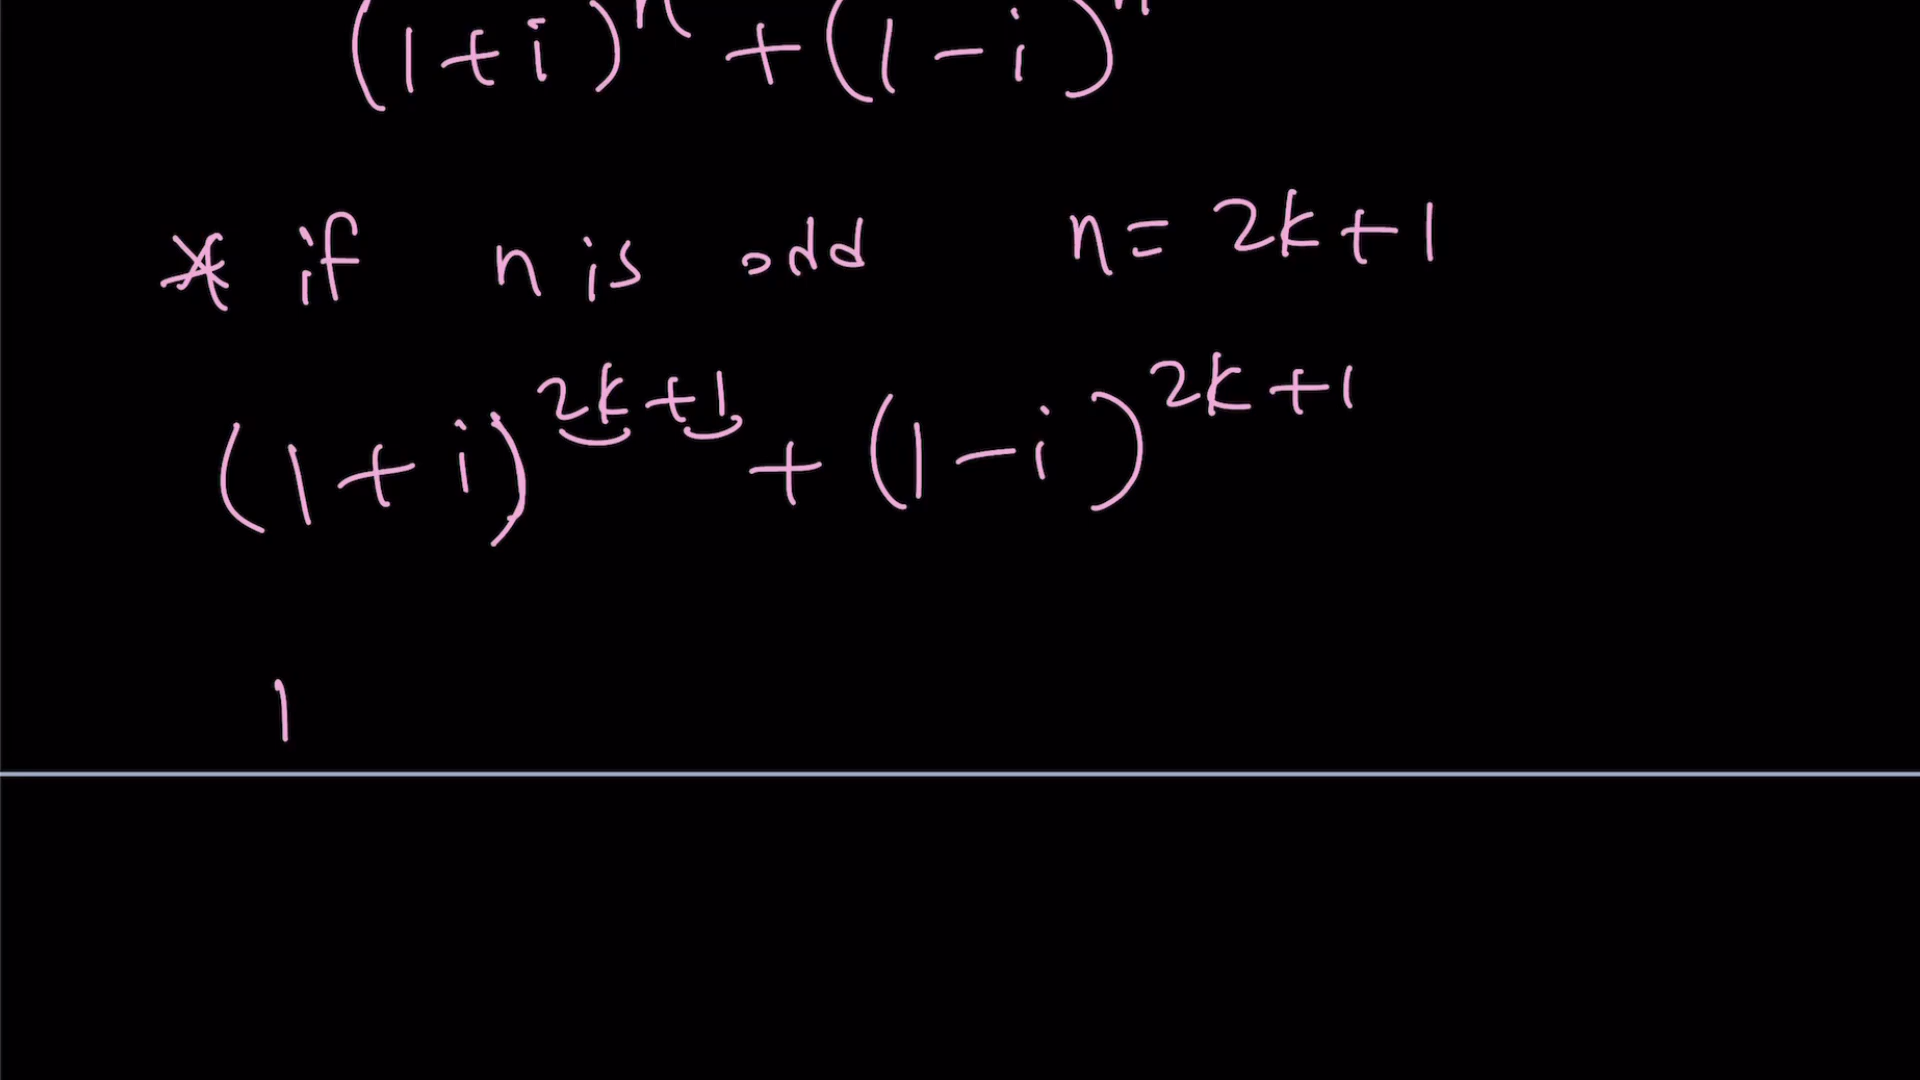 (1+i)^n + (1-i)^n
* if n is odd n = 2k+1
(1+i)^2k+1 + (1-i)^2k+1
1